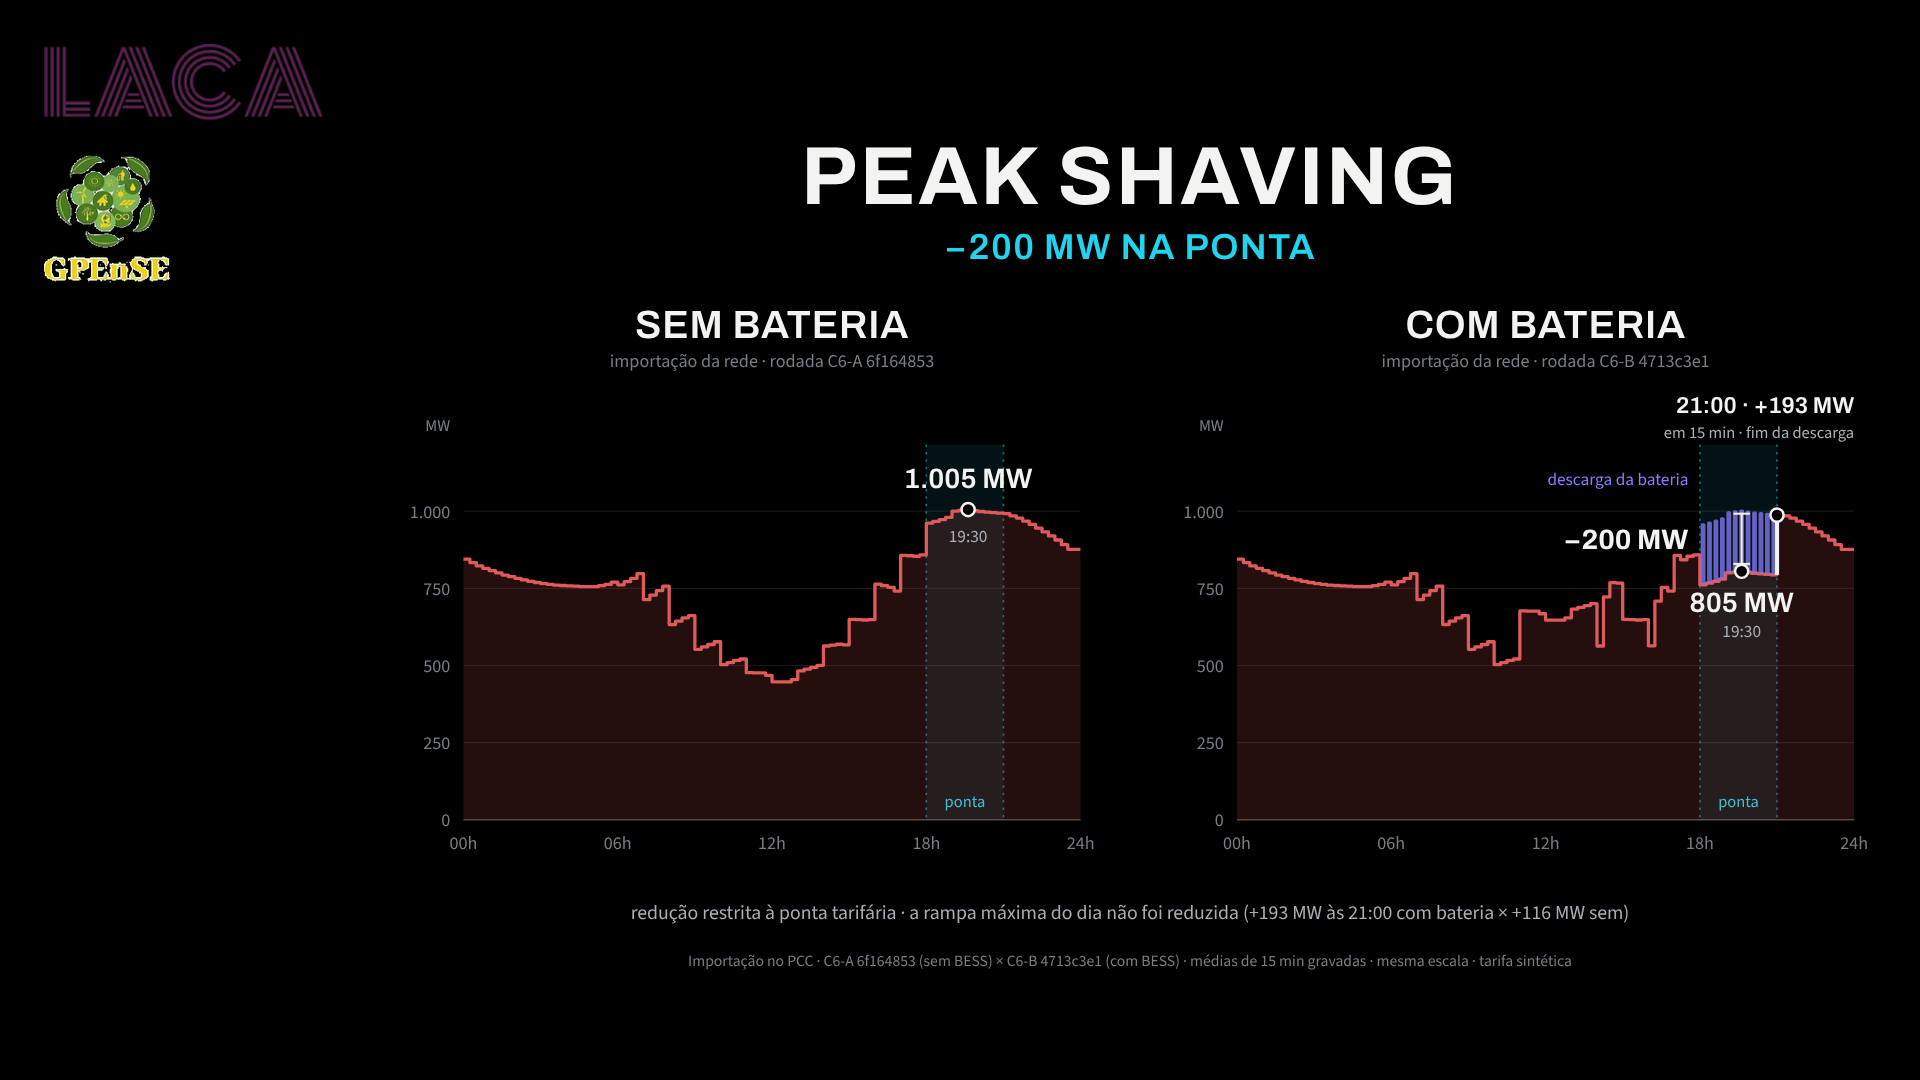 LACA
GPEnSE
PEAK SHAVING
−200 MW NA PONTA
SEM BATERIA
importação da rede · rodada C6-A 6f164853
MW
1.005 MW
19:30
1.000
750
500
250
0
ponta
00h
06h
12h
18h
24h
COM BATERIA
importação da rede · rodada C6-B 4713c3e1
21:00 · +193 MW
em 15 min · fim da descarga
MW
descarga da bateria
−200 MW
805 MW
19:30
1.000
750
500
250
0
ponta
00h
06h
12h
18h
24h
redução restrita à ponta tarifária · a rampa máxima do dia não foi reduzida (+193 MW às 21:00 com bateria × +116 MW sem)
Importação no PCC · C6-A 6f164853 (sem BESS) × C6-B 4713c3e1 (com BESS) · médias de 15 min gravadas · mesma escala · tarifa sintética